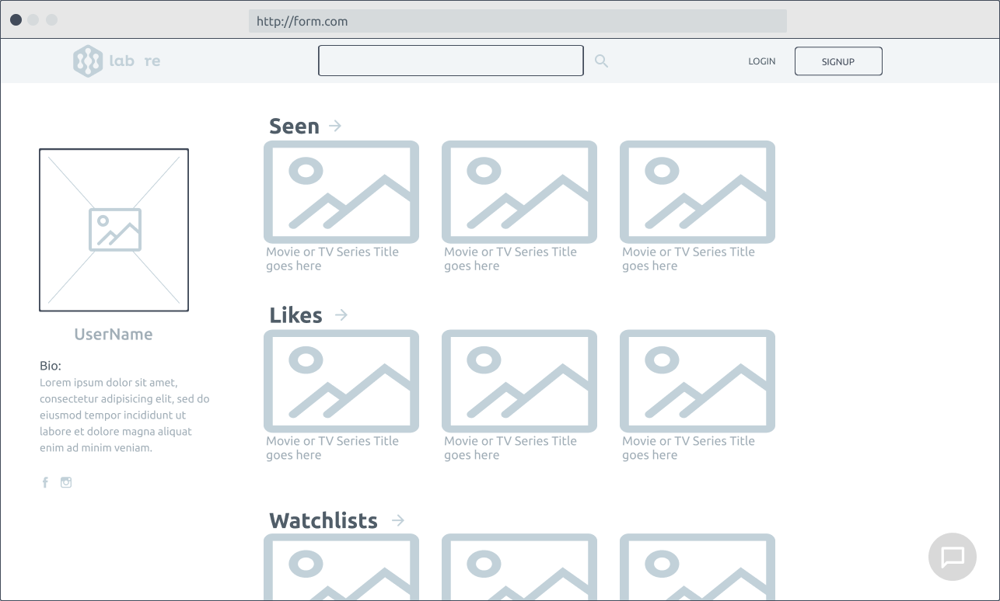 http://form.com
lab re
LOGIN
SIGNUP
UserName
Bio:
Lorem ipsum dolor sit amet,
consectetur adipisicing elit, sed do
eiusmod tempor incididunt ut
labore et dolore magna aliquat
enim ad minim veniam.
Seen
Movie or TV Series Title
goes here
Movie or TV Series Title
goes here
Movie or TV Series Title
goes here
Likes
Movie or TV Series Title
goes here
Movie or TV Series Title
goes here
Movie or TV Series Title
goes here
Watchlists